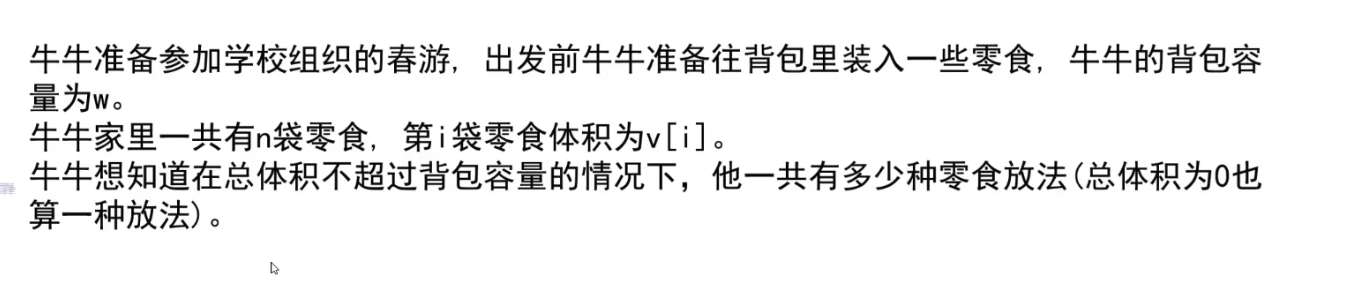 牛牛准备参加学校组织的春游, 出发前牛牛准备往背包里装入一些零食, 牛牛的背包容
量为w。
牛牛家里一共有n袋零食, 第i袋零食体积为v[i]。
牛牛想知道在总体积不超过背包容量的情况下，他一共有多少种零食放法(总体积为0也
算一种放法)。